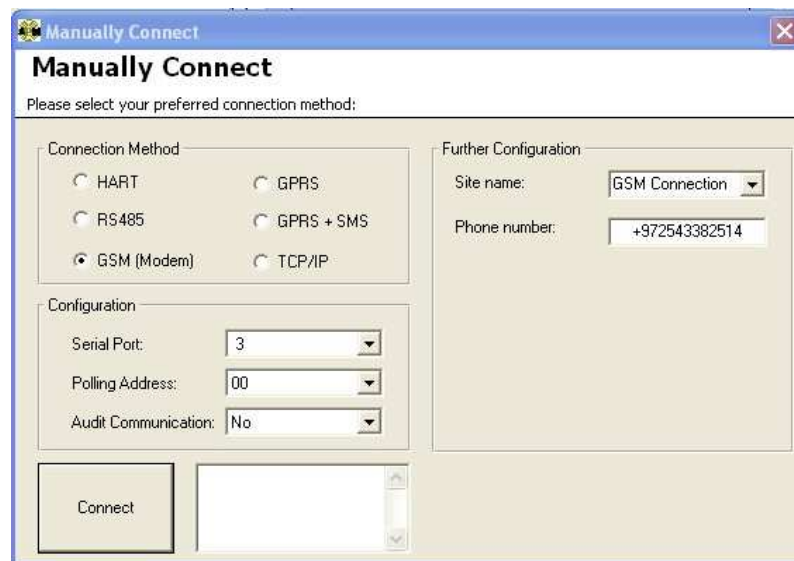 Manually Connect
Manually Connect
Please select your preferred connection method:
Connection Method
HART
GPRS
RS485
GPRS + SMS
GSM (Modem)
TCP/IP
Configuration
Serial Port: 3
Polling Address: 00
Audit Communication: No
Connect
Further Configuration
Site name: GSM Connection
Phone number: +972543382514